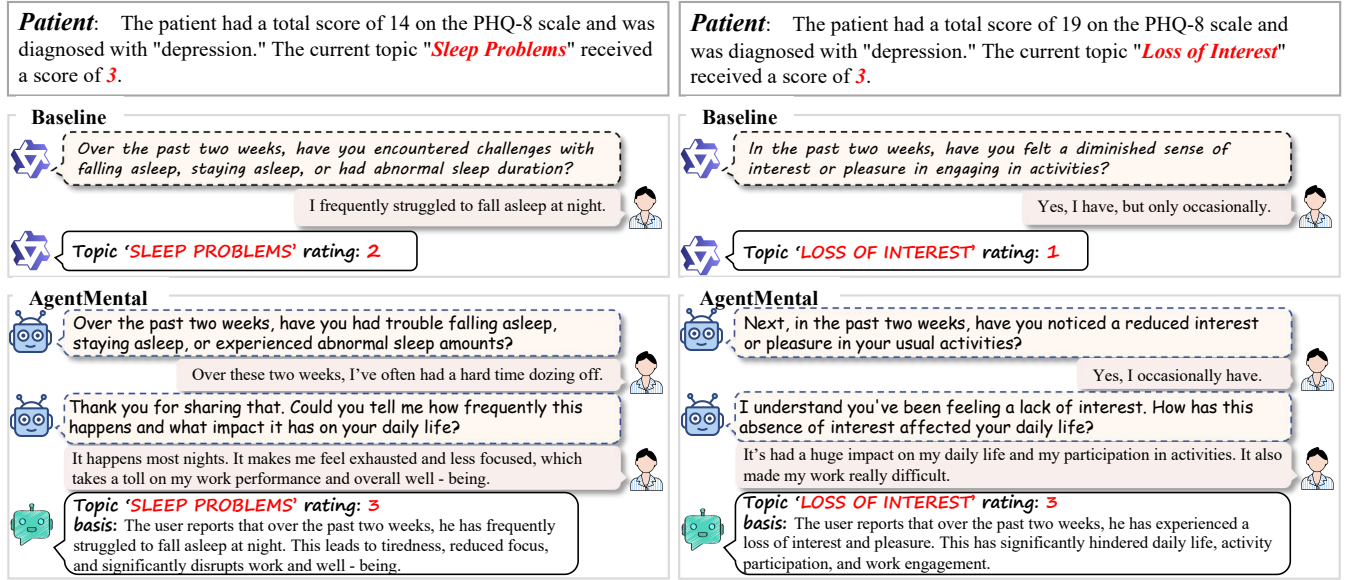 Patient: The patient had a total score of 14 on the PHQ-8 scale and was
diagnosed with "depression." The current topic "Sleep Problems" received
a score of 3.
Baseline
Over the past two weeks, have you encountered challenges with
falling asleep, staying asleep, or had abnormal sleep duration?
I frequently struggled to fall asleep at night.
Topic ‘SLEEP PROBLEMS’ rating: 2
AgentMental
Over the past two weeks, have you had trouble falling asleep,
staying asleep, or experienced abnormal sleep amounts?
Over these two weeks, I’ve often had a hard time dozing off.
Thank you for sharing that. Could you tell me how frequently this
happens and what impact it has on your daily life?
It happens most nights. It makes me feel exhausted and less focused, which
takes a toll on my work performance and overall well - being.
Topic ‘SLEEP PROBLEMS’ rating: 3
basis: The user reports that over the past two weeks, he has frequently
struggled to fall asleep at night. This leads to tiredness, reduced focus,
and significantly disrupts work and well - being.
Patient: The patient had a total score of 19 on the PHQ-8 scale and
was diagnosed with "depression." The current topic "Loss of Interest"
received a score of 3.
Baseline
In the past two weeks, have you felt a diminished sense of
interest or pleasure in engaging in activities?
Yes, I have, but only occasionally.
Topic ‘LOSS OF INTEREST’ rating: 1
AgentMental
Next, in the past two weeks, have you noticed a reduced interest
or pleasure in your usual activities?
Yes, I occasionally have.
I understand you've been feeling a lack of interest. How has this
absence of interest affected your daily life?
It’s had a huge impact on my daily life and my participation in activities. It also
made my work really difficult.
Topic ‘LOSS OF INTEREST’ rating: 3
basis: The user reports that over the past two weeks, he has experienced a
loss of interest and pleasure. This has significantly hindered daily life, activity
participation, and work engagement.